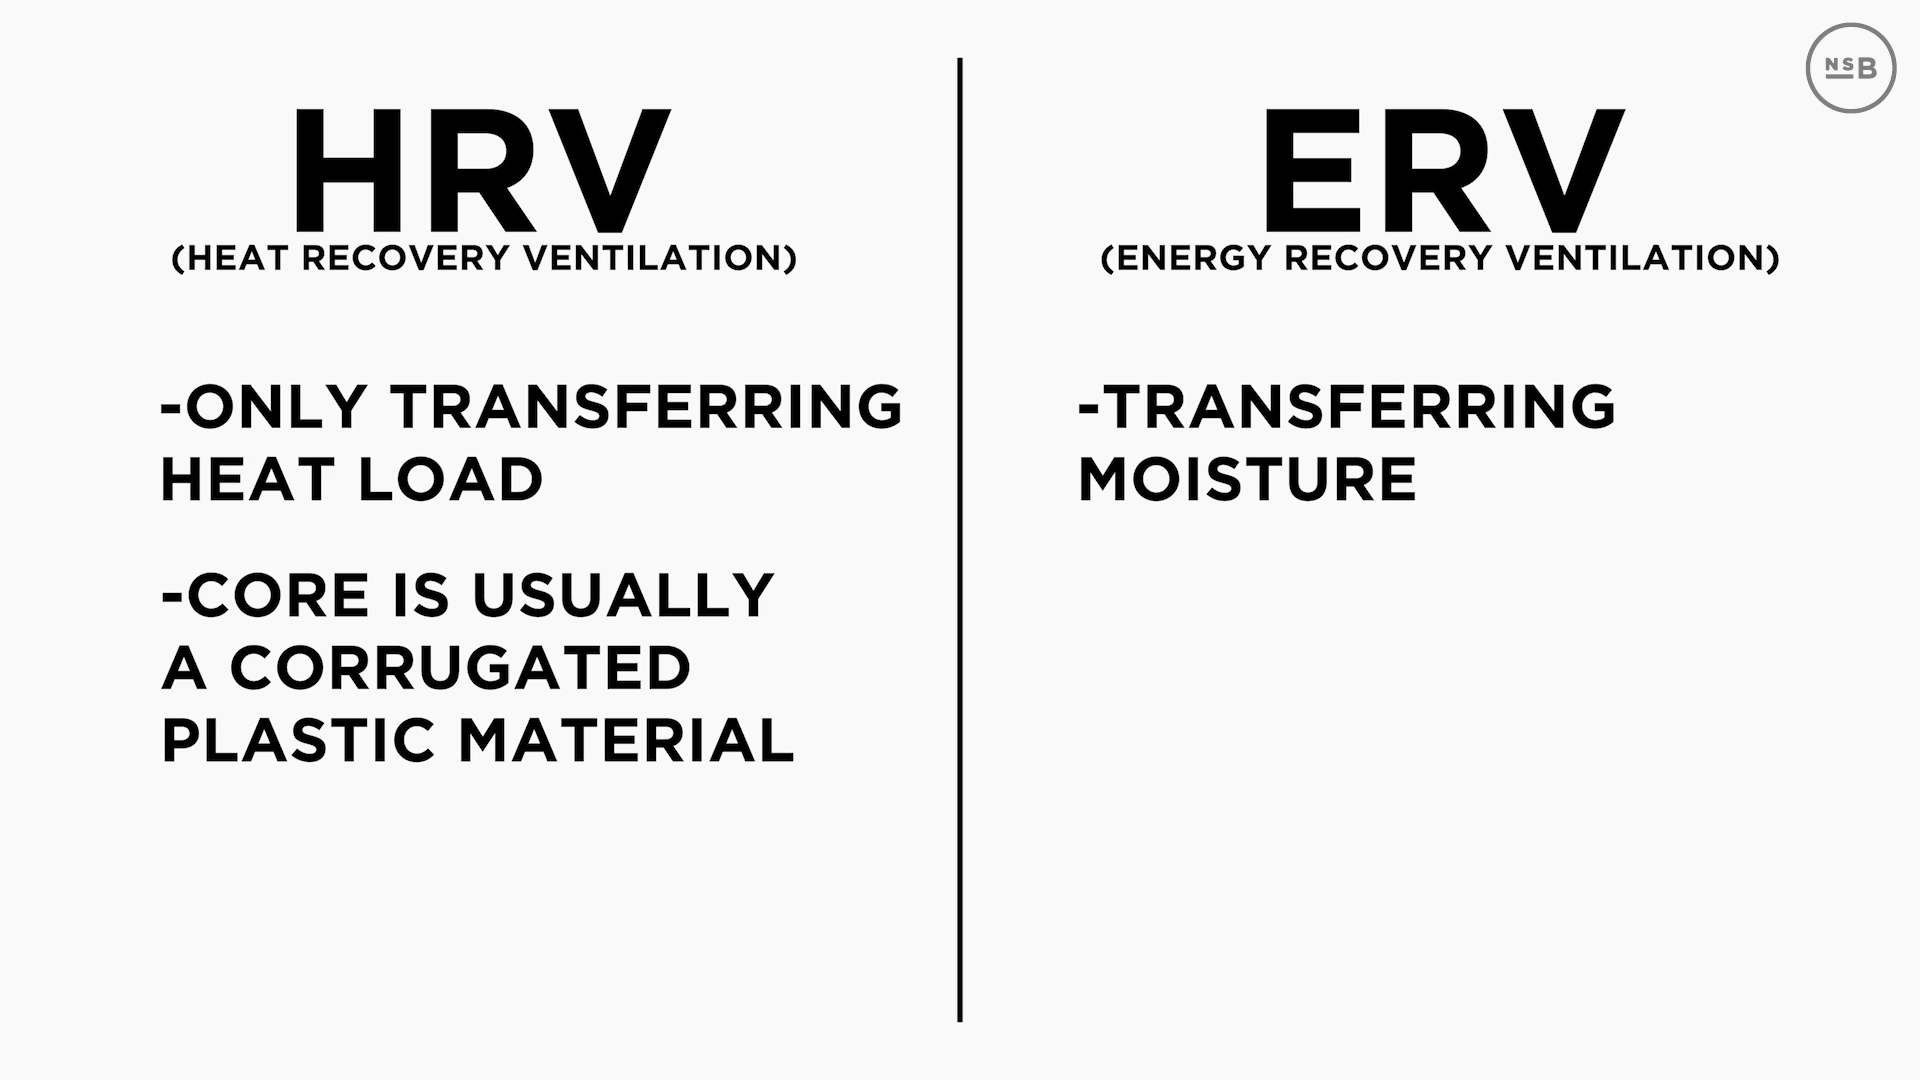 HRV
(HEAT RECOVERY VENTILATION)
-ONLY TRANSFERRING
HEAT LOAD
-CORE IS USUALLY
A CORRUGATED
PLASTIC MATERIAL
ERV
(ENERGY RECOVERY VENTILATION)
-TRANSFERRING
MOISTURE
NSB